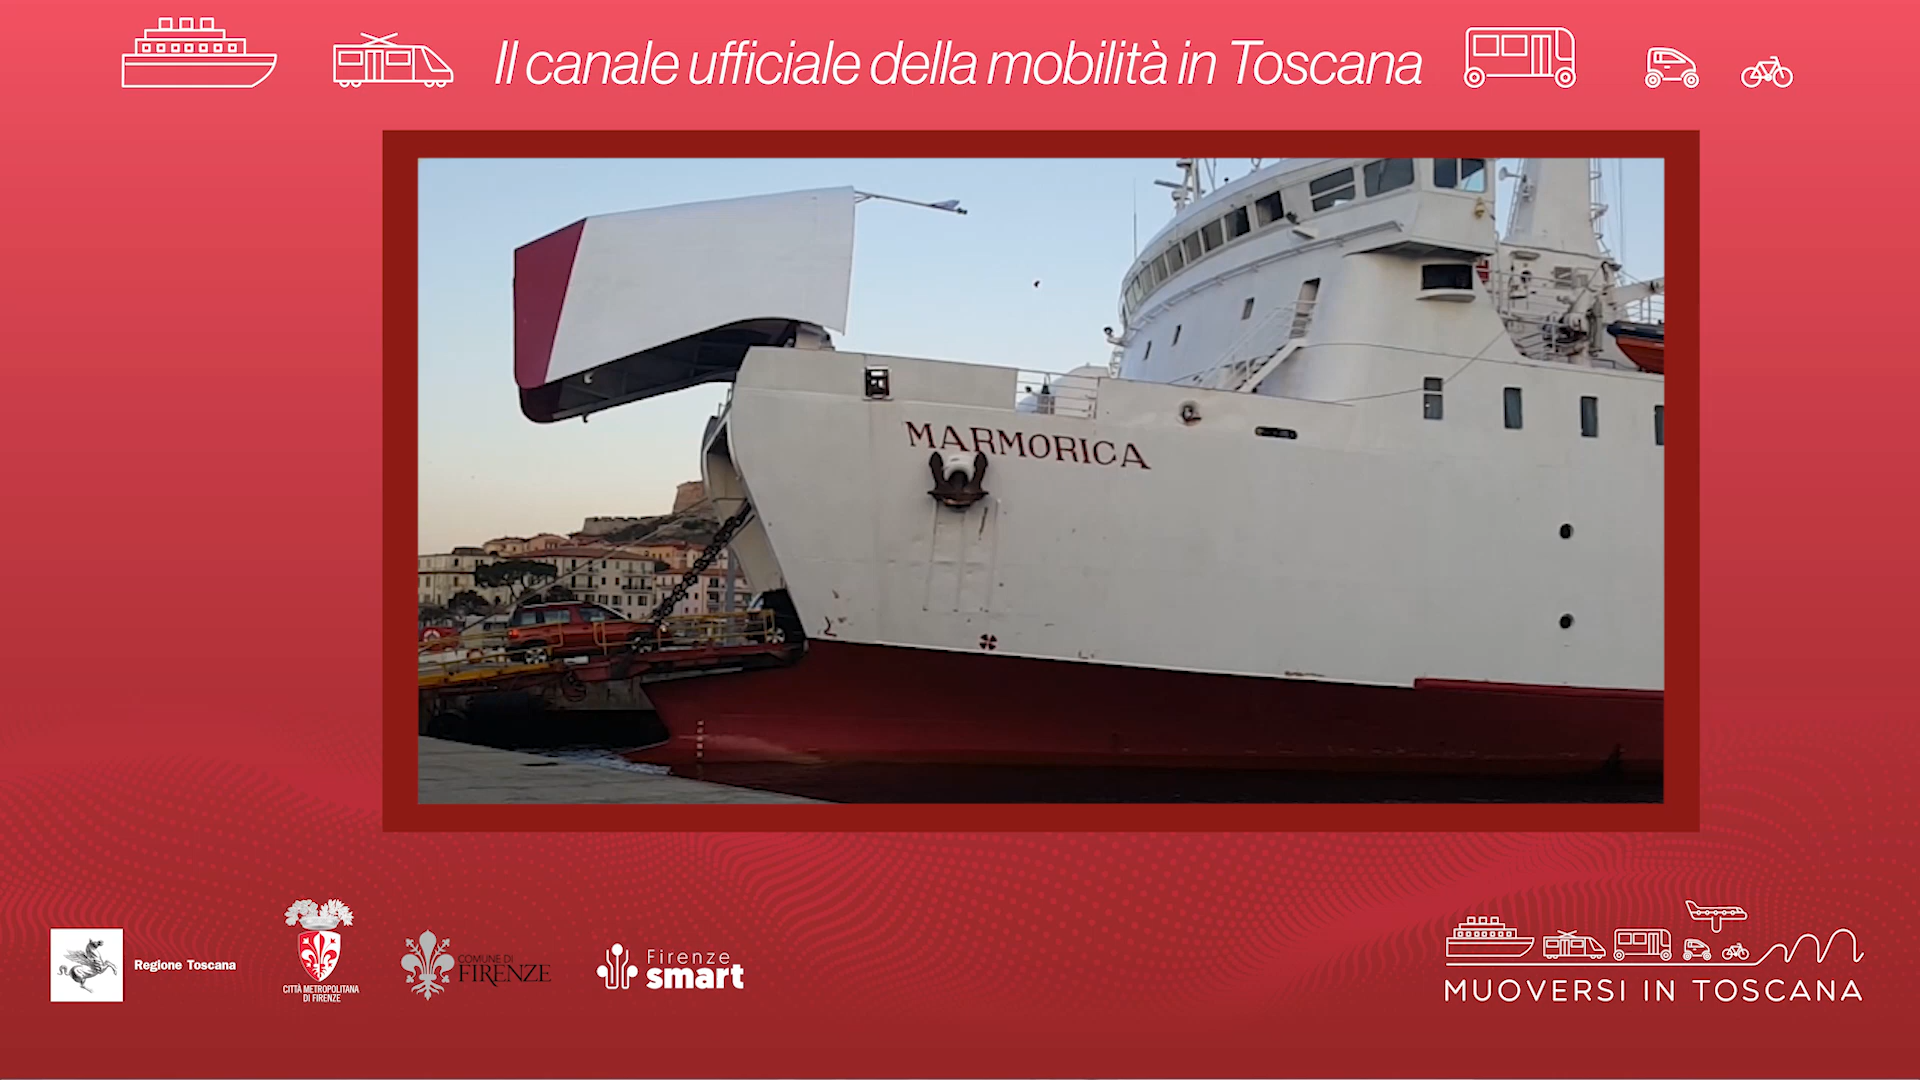 Il canale ufficiale della mobilità in Toscana
MARMORICA
Regione Toscana
CITTÀ METROPOLITANA
DI FIRENZE
COMUNE DI
FIRENZE
Firenze
smart
MUOVERSI IN TOSCANA